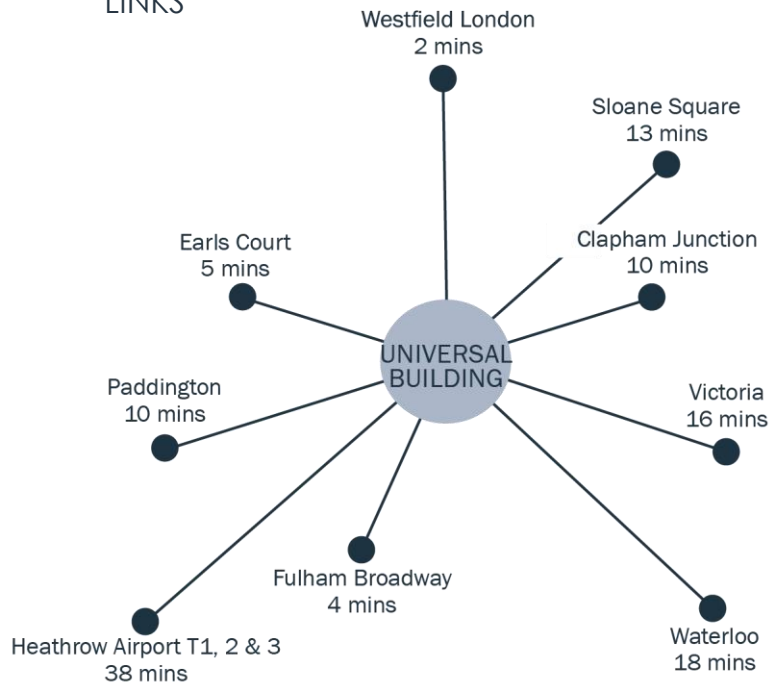 LINKS
Westfield London
2 mins
Sloane Square
13 mins
Earls Court
5 mins
Clapham Junction
10 mins
UNIVERSAL
BUILDING
Paddington
10 mins
Victoria
16 mins
Fulham Broadway
4 mins
Heathrow Airport T1, 2 & 3
38 mins
Waterloo
18 mins